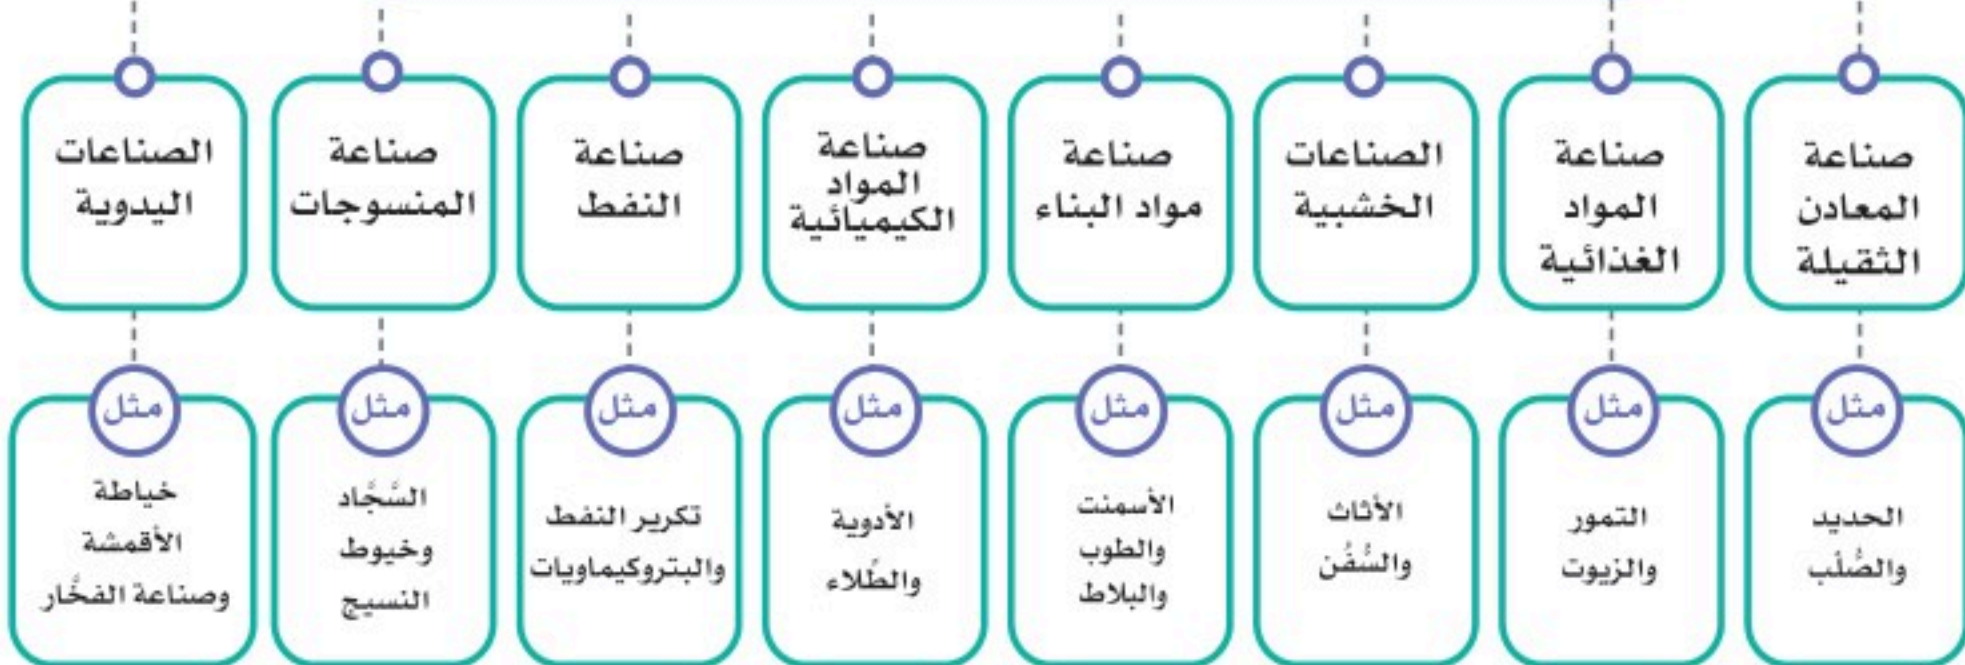 صناعة
المعادن
الثقيلة
صناعة
المواد
الغذائية
الصناعات
الخشبية
صناعة
مواد البناء
صناعة
المواد
الكيميائية
صناعة
النفط
صناعة
المنسوجات
الصناعات
اليدوية
مثل
الحديد
والصُّلْب
مثل
التمور
والزيوت
مثل
الأثاث
والسُّفُن
مثل
الأسمنت
والطوب
والبلاط
مثل
الأدوية
والطِّلاء
مثل
تكرير النفط
والبتروكيماويات
مثل
السَّجَّاد
وخيوط
النسيج
مثل
خياطة
الأقمشة
وصناعة الفخَّار